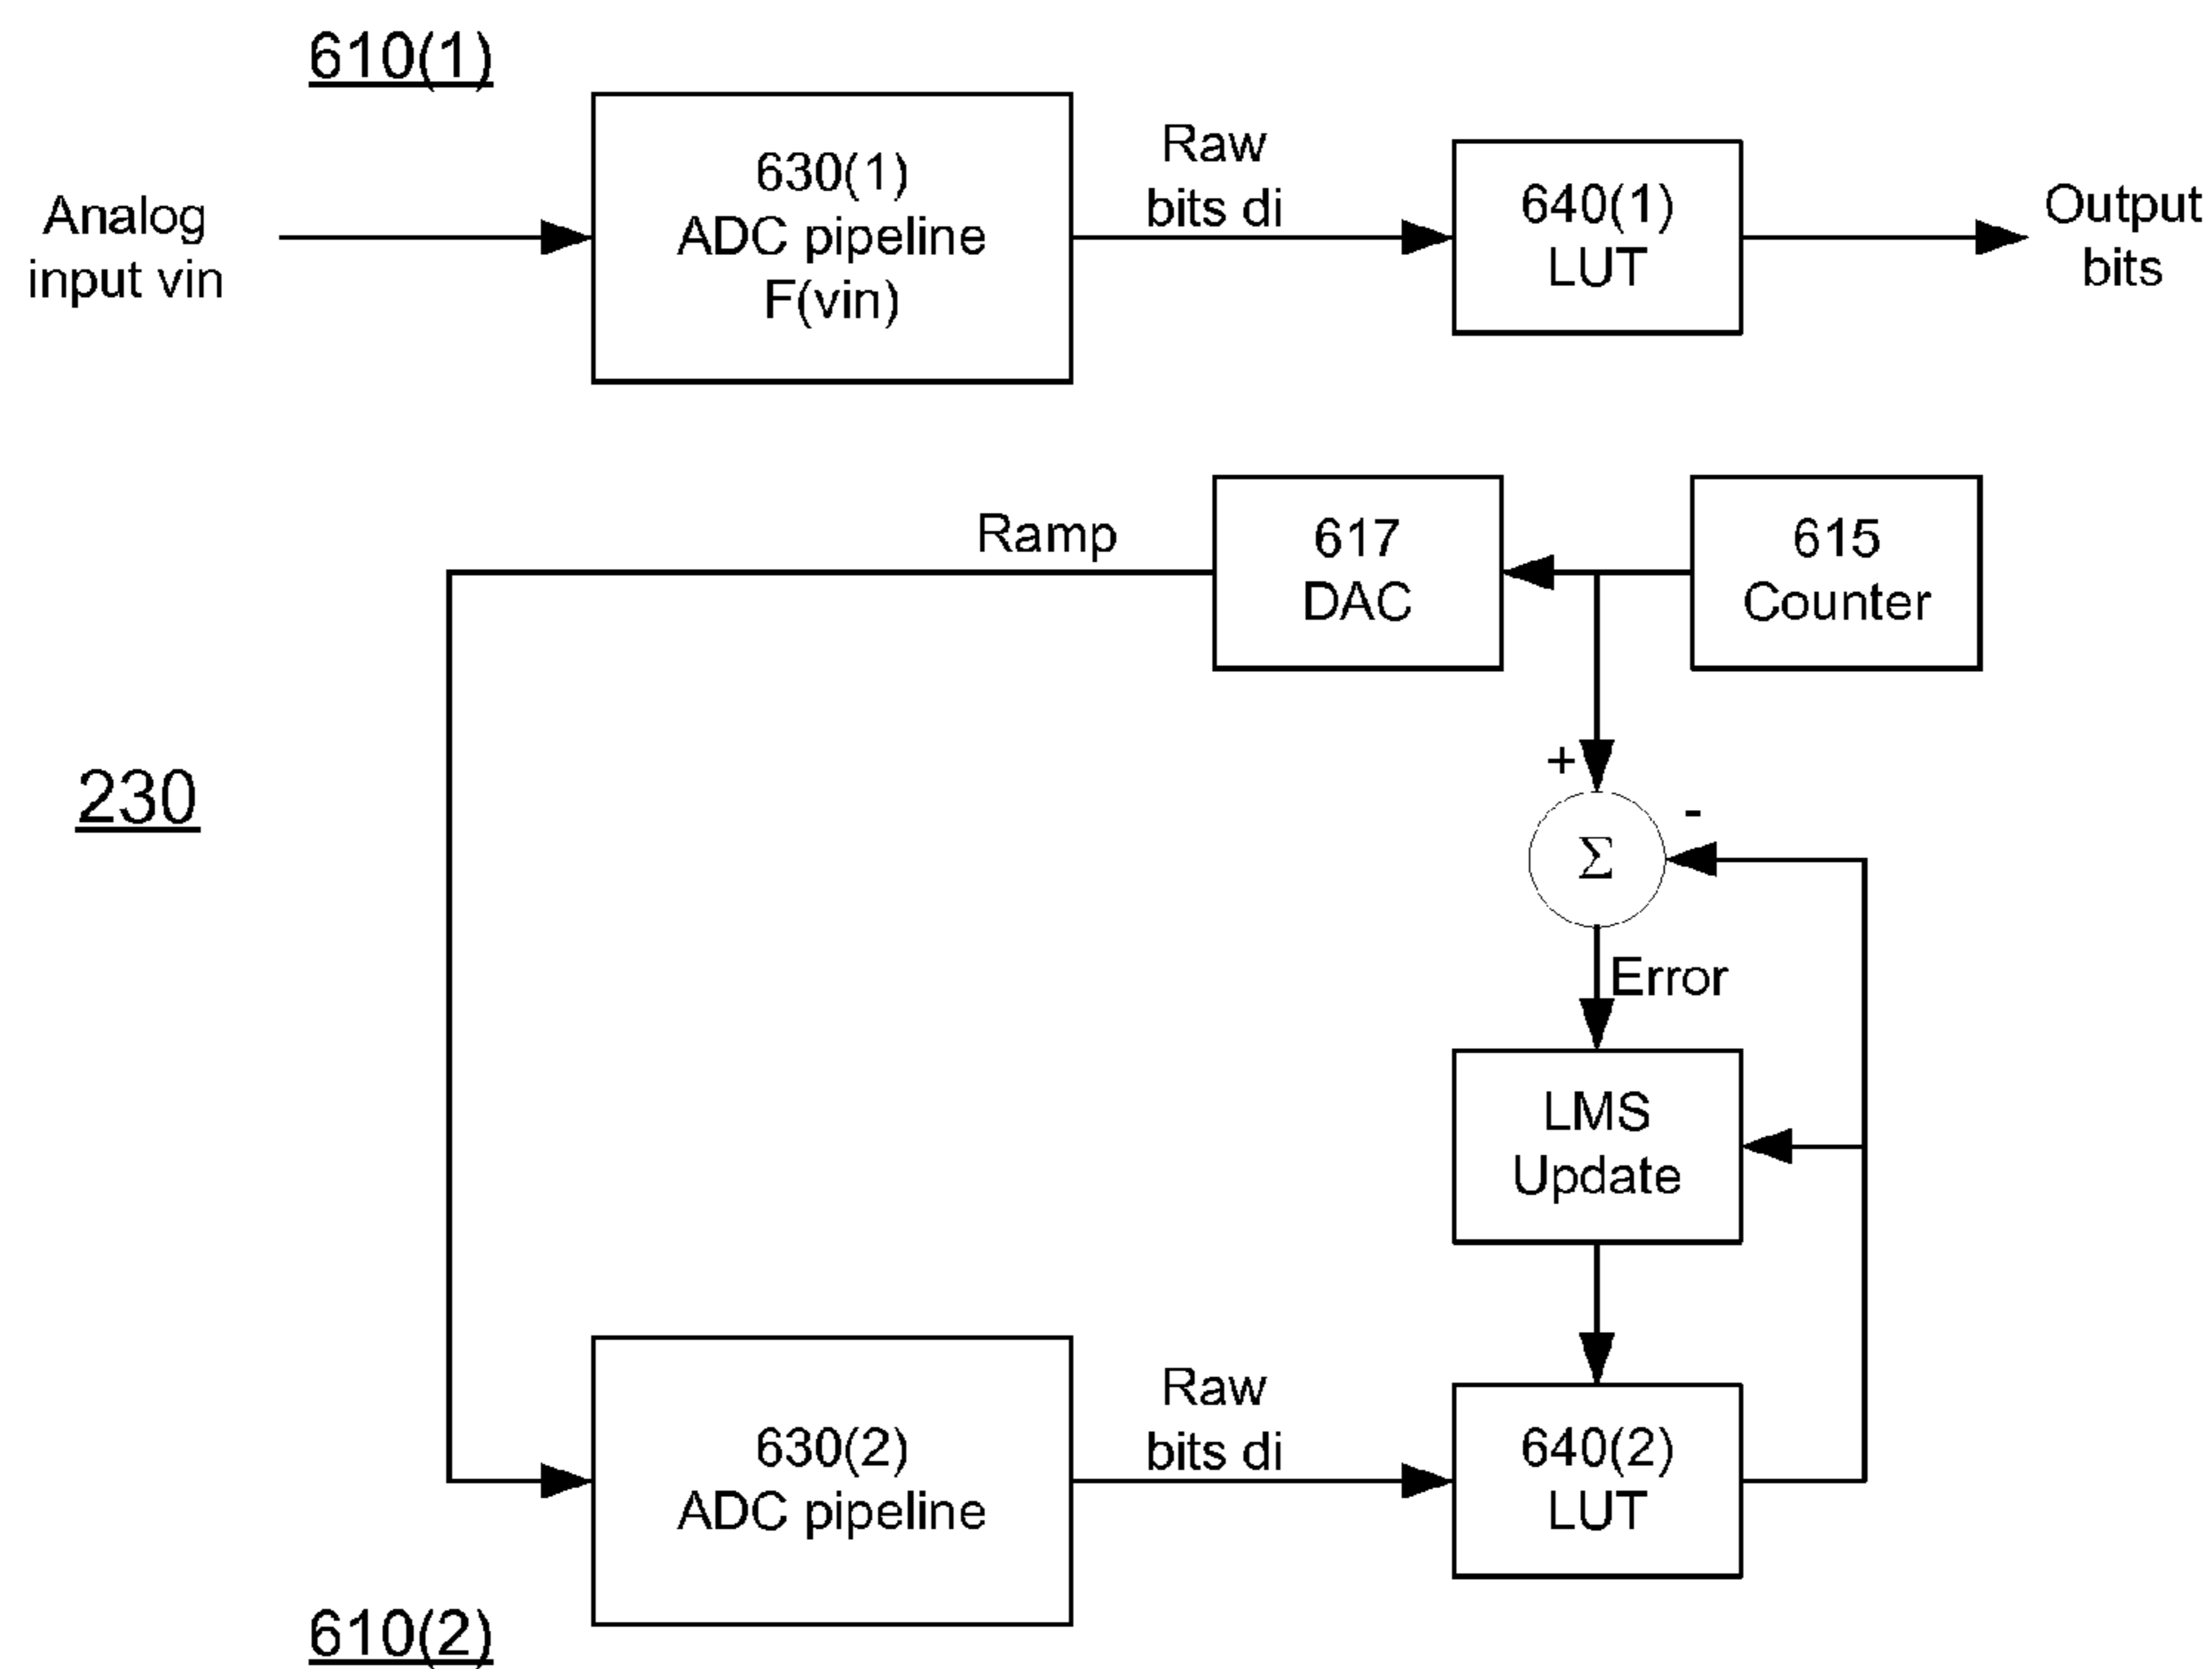 610(1)
Analog
input vin
630(1)
ADC pipeline
F(vin)
Raw
bits di
640(1)
LUT
Output
bits
Ramp
617
DAC
615
Counter
230
+
-
Σ
Error
LMS
Update
630(2)
ADC pipeline
Raw
bits di
640(2)
LUT
610(2)